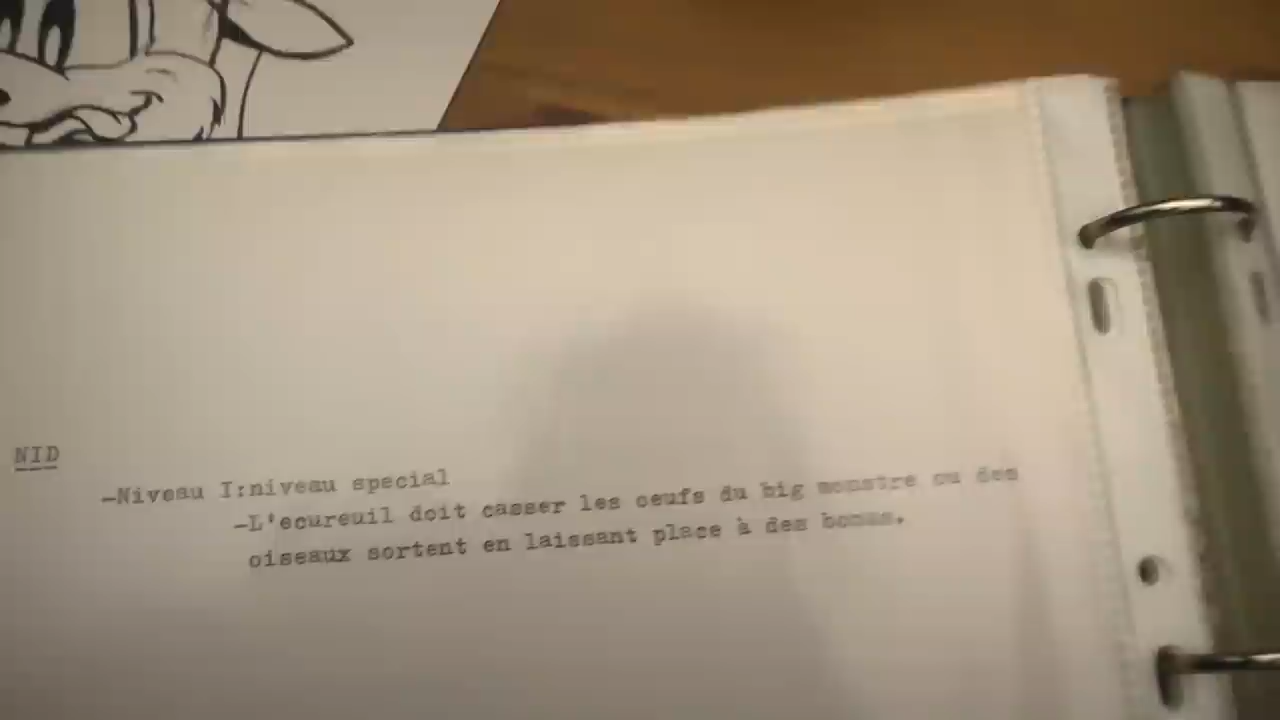 NID
-Niveau I:niveau special
-L'ecureuil doit casser les oeufs du big monstre ou des
oiseaux sortent en laissant place à des bonus.